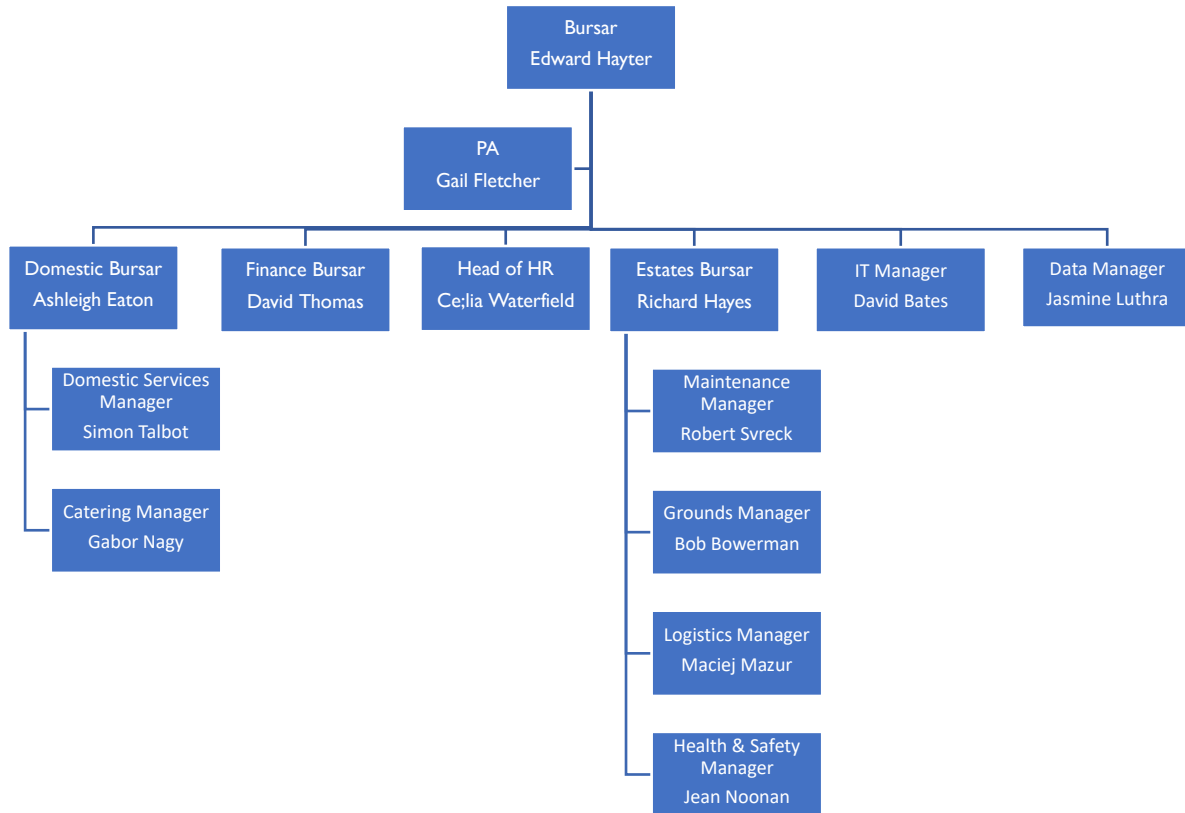 Bursar
Edward Hayter
PA
Gail Fletcher
Domestic Bursar
Ashleigh Eaton
Finance Bursar
David Thomas
Head of HR
Ce;lia Waterfield
Estates Bursar
Richard Hayes
IT Manager
David Bates
Data Manager
Jasmine Luthra
Domestic Services
Manager
Simon Talbot
Catering Manager
Gabor Nagy
Maintenance
Manager
Robert Svreck
Grounds Manager
Bob Bowerman
Logistics Manager
Maciej Mazur
Health & Safety
Manager
Jean Noonan